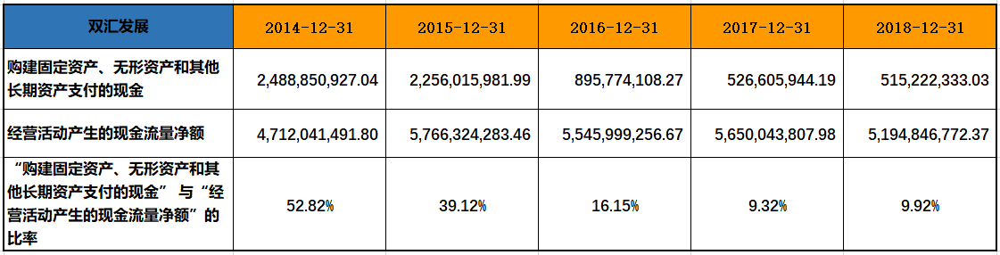 双汇发展 2014-12-31 2015-12-31 2016-12-31 2017-12-31 2018-12-31
购建固定资产、无形资产和其他
长期资产支付的现金 2,488,850,927.04 2,256,015,981.99 895,774,108.27 526,605,944.19 515,222,333.03
经营活动产生的现金流量净额 4,712,041,491.80 5,766,324,283.46 5,545,999,256.67 5,650,043,807.98 5,194,846,772.37
“购建固定资产、无形资产和其
他长期资产支付的现金” 与“经
营活动产生的现金流量净额”的
比率 52.82% 39.12% 16.15% 9.32% 9.92%